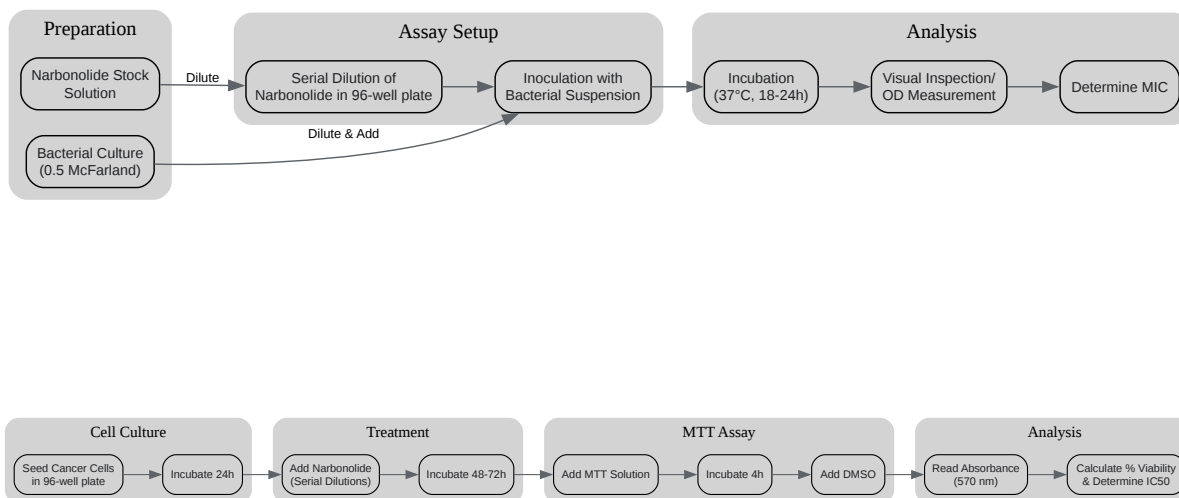 Preparation
Narbonolide Stock
Solution
Bacterial Culture
(0.5 McFarland)
Dilute
Dilute & Add
Assay Setup
Serial Dilution of
Narbonolide in 96-well plate
Inoculation with
Bacterial Suspension
Analysis
Incubation
(37°C, 18-24h)
Visual Inspection/
OD Measurement
Determine MIC
Cell Culture
Seed Cancer Cells
in 96-well plate
Incubate 24h
Treatment
Add Narbonolide
(Serial Dilutions)
Incubate 48-72h
MTT Assay
Add MTT Solution
Incubate 4h
Add DMSO
Analysis
Read Absorbance
(570 nm)
Calculate % Viability
& Determine IC50